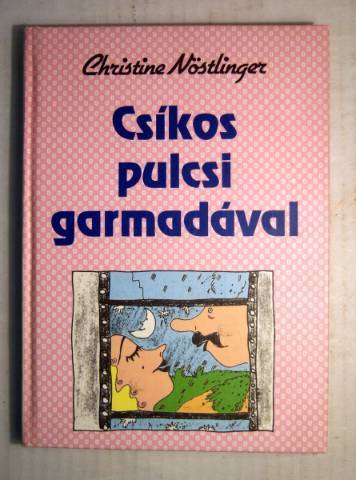 Christine Nöstlinger
Csíkos
pulcsi
garmadával